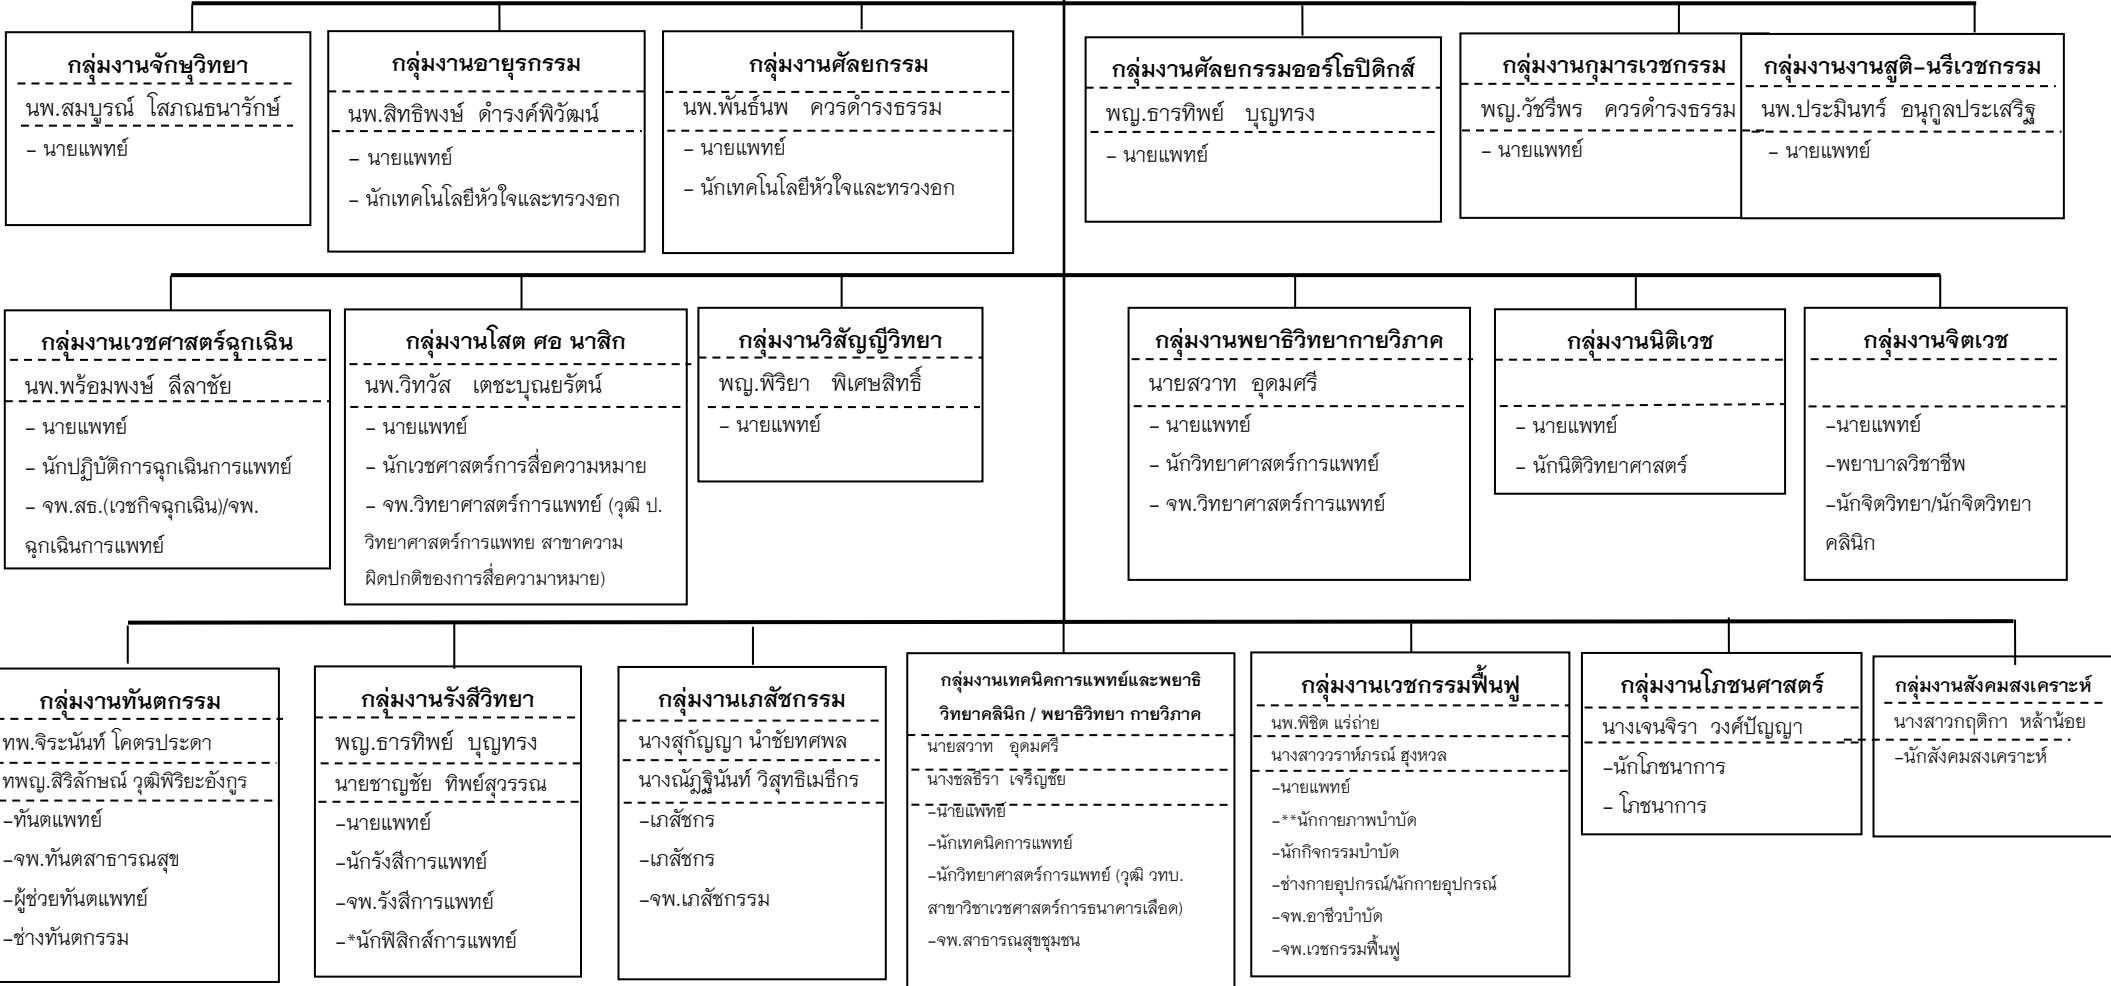 กลุ่มงานจักษุวิทยา
นพ.สมบูรณ์ โสภณธนารักษ์
– นายแพทย์
กลุ่มงานอายุรกรรม
นพ.สิทธิพงษ์ ดำรงค์พิวัฒน์
– นายแพทย์
– นักเทคโนโลยีหัวใจและทรวงอก
กลุ่มงานศัลยกรรม
นพ.พันธ์นพ ควรดำรงธรรม
– นายแพทย์
– นักเทคโนโลยีหัวใจและทรวงอก
กลุ่มงานศัลยกรรมออร์โธปิดิกส์
พญ.ธารทิพย์ บุญทรง
– นายแพทย์
กลุ่มงานกุมารเวชกรรม
พญ.วัชรีพร ควรดำรงธรรม
– นายแพทย์
กลุ่มงานงานสูติ-นรีเวชกรรม
นพ.ประมินทร์ อนุกูลประเสริฐ
– นายแพทย์
กลุ่มงานเวชศาสตร์ฉุกเฉิน
นพ.พร้อมพงษ์ ลีลาชัย
– นายแพทย์
– นักปฏิบัติการฉุกเฉินการแพทย์
– จพ.สธ.(เวชกิจฉุกเฉิน)/จพ.
ฉุกเฉินการแพทย์
กลุ่มงานโสต ศอ นาสิก
นพ.วิทวัส เตชะบุณยรัตน์
– นายแพทย์
– นักเวชศาสตร์การสื่อความหมาย
– จพ.วิทยาศาสตร์การแพทย์ (วุฒิ ป.
วิทยาศาสตร์การแพทย สาขาความ
ผิดปกติของการสื่อความาหมาย)
กลุ่มงานวิสัญญีวิทยา
พญ.พิริยา พิเศษสิทธิ์
– นายแพทย์
กลุ่มงานพยาธิวิทยากายวิภาค
นายสวาท อุดมศรี
– นายแพทย์
– นักวิทยาศาสตร์การแพทย์
– จพ.วิทยาศาสตร์การแพทย์
กลุ่มงานนิติเวช
– นายแพทย์
– นักนิติวิทยาศาสตร์
กลุ่มงานจิตเวช
–นายแพทย์
–พยาบาลวิชาชีพ
–นักจิตวิทยา/นักจิตวิทยา
คลินิก
กลุ่มงานทันตกรรม
ทพ.จิระนันท์ โคตรประดา
ทพญ.สิริลักษณ์ วุฒิพิริยะอังกูร
–ทันตแพทย์
–จพ.ทันตสาธารณสุข
–ผู้ช่วยทันตแพทย์
–ช่างทันตกรรม
กลุ่มงานรังสีวิทยา
พญ.ธารทิพย์ บุญทรง
นายชาญชัย ทิพย์สุวรรณ
–นายแพทย์
–นักรังสีการแพทย์
–จพ.รังสีการแพทย์
–*นักฟิสิกส์การแพทย์
กลุ่มงานเภสัชกรรม
นางสุกัญญา นำชัยทศพล
นางณัฏฐินันท์ วิสุทธิเมธีกร
–เภสัชกร
–เภสัชกร
–จพ.เภสัชกรรม
กลุ่มงานเทคนิคการแพทย์และพยาธิ
วิทยาคลินิก / พยาธิวิทยา กายวิภาค
นายสวาท อุดมศรี
นางชลธีรา เจริญชัย
–นายแพทย์
–นักเทคนิคการแพทย์
–นักวิทยาศาสตร์การแพทย์ (วุฒิ วทบ.
สาขาวิชาเวชศาสตร์การธนาคารเลือด)
–จพ.สาธารณสุขชุมชน
กลุ่มงานเวชกรรมฟื้นฟู
นพ.พิชิต แร่ถ่าย
นางสาววราห์ภรณ์ ฮุงหวล
–นายแพทย์
–**นักกายภาพบำบัด
–นักกิจกรรมบำบัด
–ช่างกายอุปกรณ์/นักกายอุปกรณ์
–จพ.อาชีวบำบัด
–จพ.เวชกรรมฟื้นฟู
กลุ่มงานโภชนศาสตร์
นางเจนจิรา วงศ์ปัญญา
–นักโภชนาการ
– โภชนาการ
กลุ่มงานสังคมสงเคราะห์
นางสาวกฤติกา หล้าน้อย
–นักสังคมสงเคราะห์